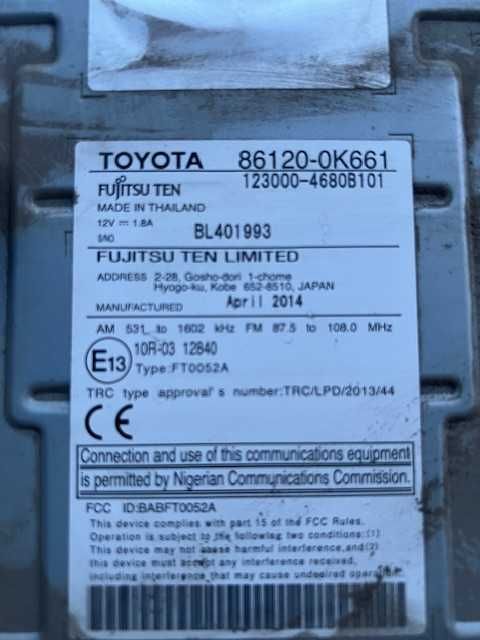 TOYOTA 86120-0K661
FUJITSU TEN 123000-4680B101
MADE IN THAILAND
12V ⎓ 1.8A
S/NO BL401993
FUJITSU TEN LIMITED
ADDRESS 2-28, Gosho-dori 1-chome
Hyogo-ku, Kobe 652-8510, JAPAN
MANUFACTURED April 2014
AM 531 to 1602 kHz FM 87.5 to 108.0 MHz
E13 10R-03 12840
Type:FT0052A
TRC type approval's number:TRC/LPD/2013/44
CE
Connection and use of this communications equipment
is permitted by Nigerian Communications Commission.
FCC ID:BABFT0052A
This device complies with part 15 of the FCC Rules.
Operation is subject to the following two conditions:(1)
This device may not cause harmful interference,and(2)
this device must accept any interference received,
including interference that may cause undesired operation